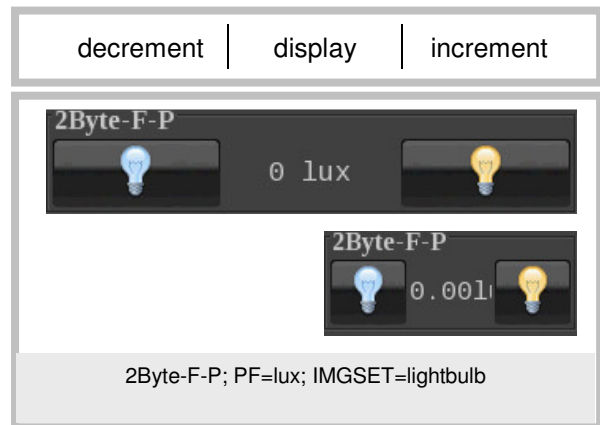 decrement display increment
2Byte-F-P
0 lux
2Byte-F-P
0.00l
2Byte-F-P; PF=lux; IMGSET=lightbulb